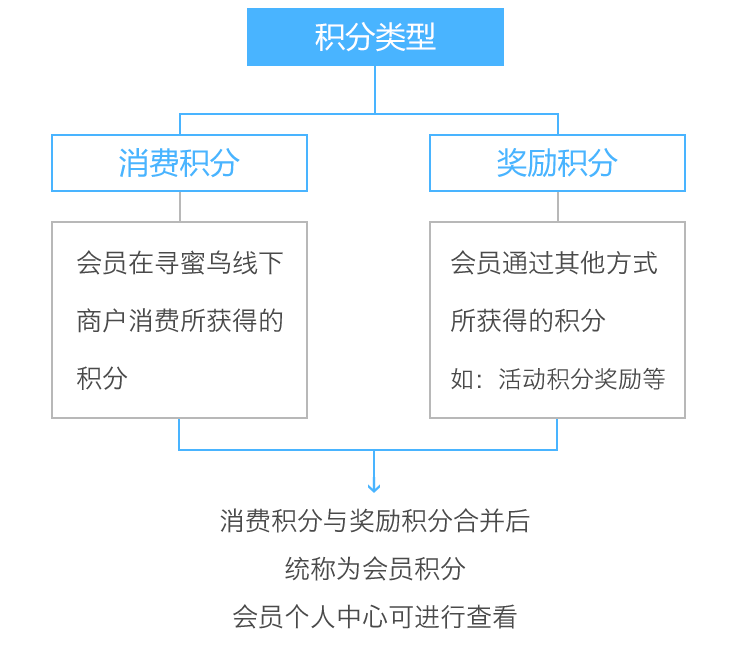 积分类型
消费积分
奖励积分
会员在寻蜜鸟线下
商户消费所获得的
积分
会员通过其他方式
所获得的积分
如：活动积分奖励等
消费积分与奖励积分合并后
统称为会员积分
会员个人中心可进行查看